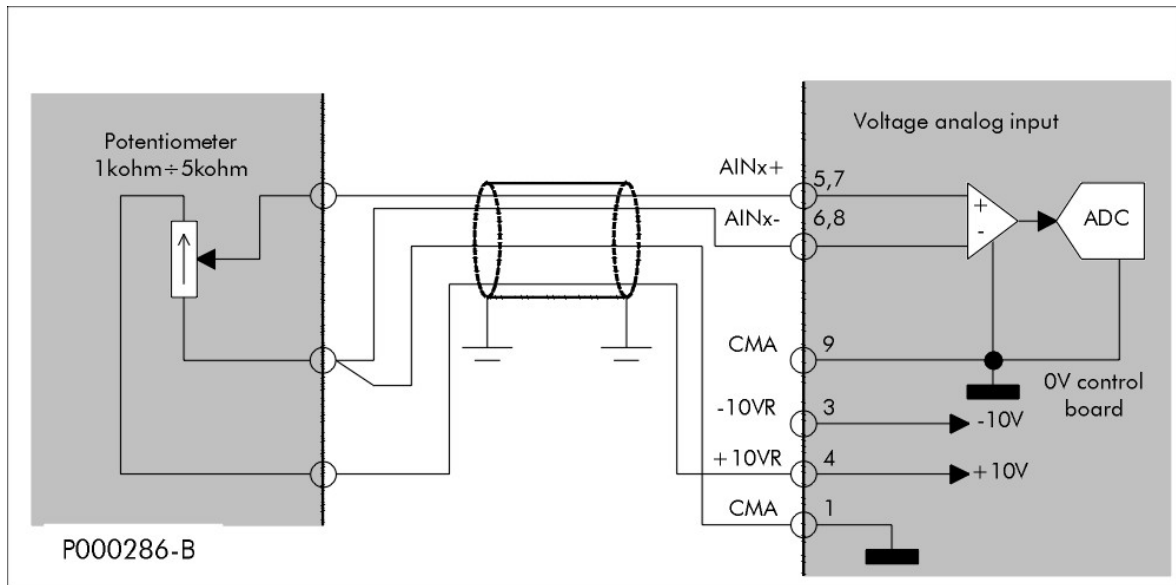 Potentiometer
1kohm÷5kohm
P000286-B
Voltage analog input
AINx+
5,7
AINx-
6,8
ADC
CMA
9
0V control
board
-10VR
3
-10V
+10VR
4
+10V
CMA
1